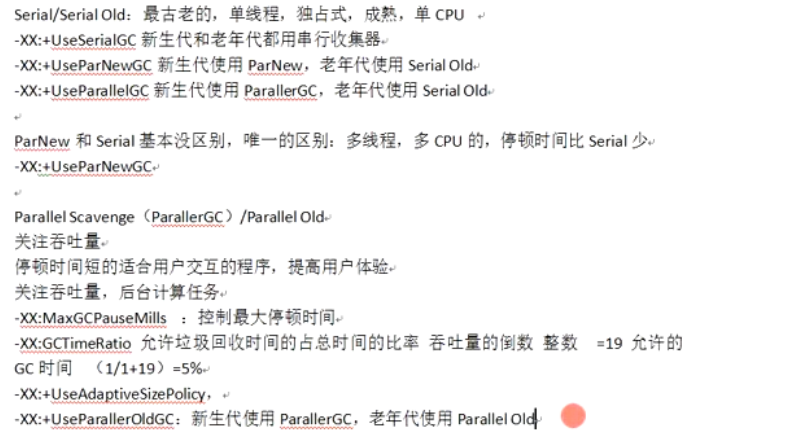 Serial/Serial Old：最古老的，单线程，独占式，成熟，单 CPU
-XX:+UseSerialGC 新生代和老年代都用串行收集器
-XX:+UseParNewGC 新生代使用 ParNew，老年代使用 Serial Old
-XX:+UseParallelGC 新生代使用 ParallerGC，老年代使用 Serial Old
ParNew 和 Serial 基本没区别，唯一的区别：多线程，多 CPU 的，停顿时间比 Serial 少
-XX:+UseParNewGC
Parallel Scavenge（ParallerGC）/Parallel Old
关注吞吐量
停顿时间短的适合用户交互的程序，提高用户体验
关注吞吐量，后台计算任务
-XX:MaxGCPauseMills ：控制最大停顿时间
-XX:GCTimeRatio 允许垃圾回收时间的占总时间的比率 吞吐量的倒数 整数 =19 允许的
GC 时间 （1/1+19）=5%
-XX:+UseAdaptiveSizePolicy，
-XX:+UseParallerOldGC：新生代使用 ParallerGC，老年代使用 Parallel Old